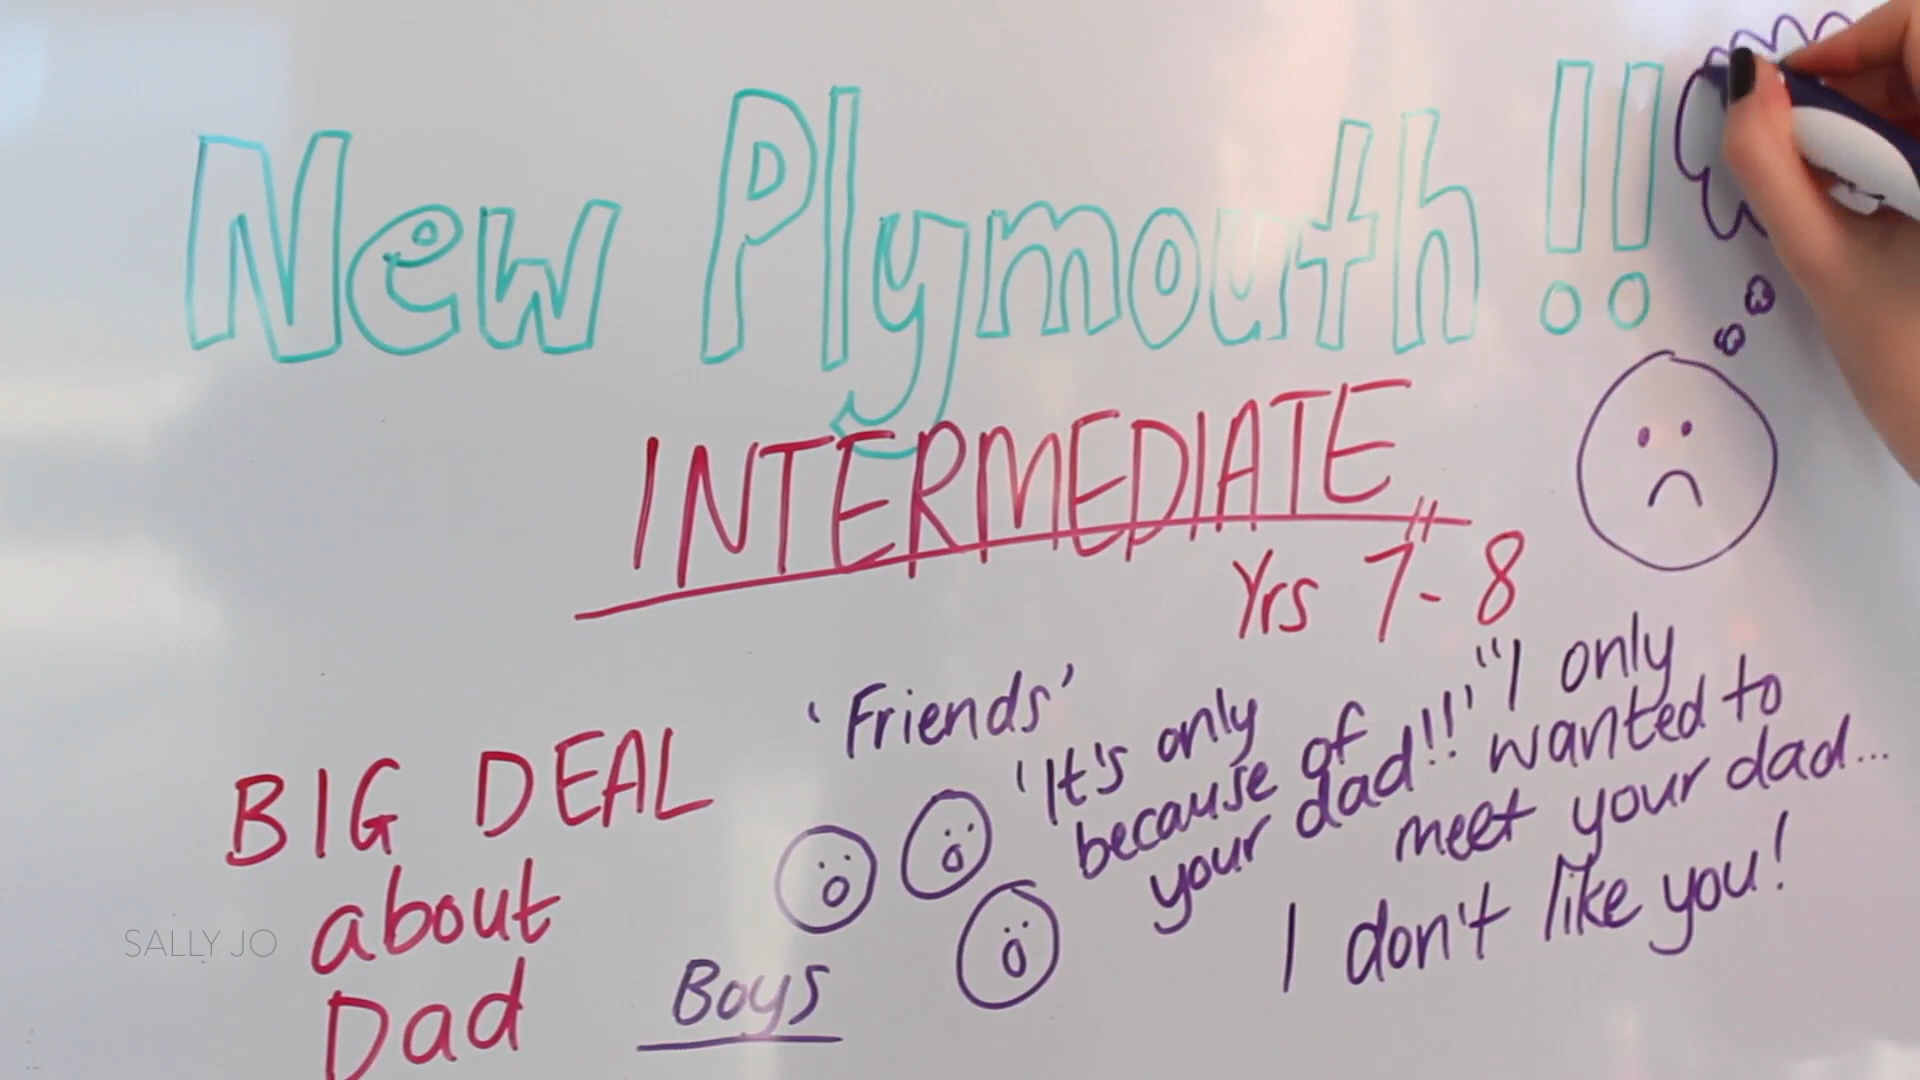 New Plymouth!!
INTERMEDIATE
Yrs 7-8
BIG DEAL
about
Dad
'Friends'
'It's only
because of
your dad!!'
"I only
wanted to
meet your dad...
I don't like you!
Boys
SALLY JO